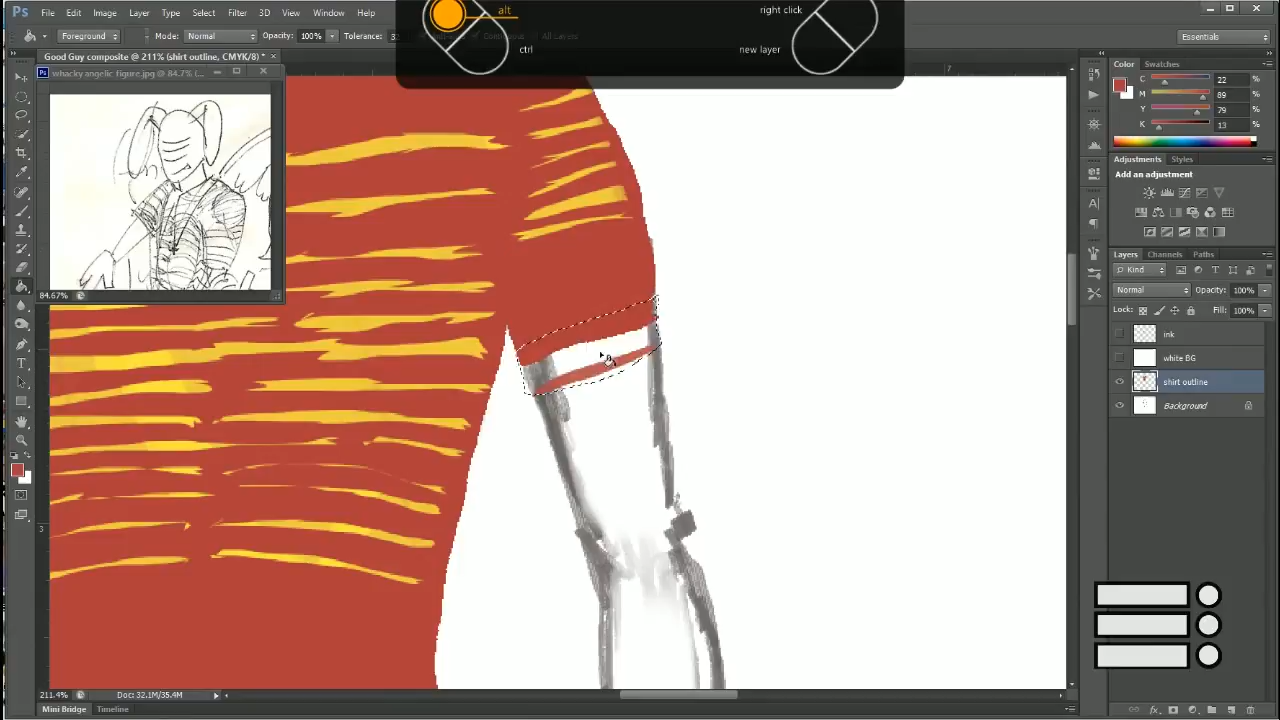 Ps File Edit Image Layer Type Select Filter 3D View Window Help
alt
right click
ctrl
new layer
Foreground Mode: Normal Opacity: 100% Tolerance:
All Layers
Essentials
Good Guy composite @ 211% (shirt outline, CMYK/8) * ×
whacky angelic figure.jpg @ 84.7% (...
84.67%
7
3
Color Swatches
C 22 %
M 89 %
Y 79 %
K 13 %
Adjustments Styles
Add an adjustment
Layers Channels Paths
Kind
Normal Opacity: 100%
Lock: Fill: 100%
ink
white BG
shirt outline
Background
211.4% Doc: 32.1M/35.4M
Mini Bridge Timeline